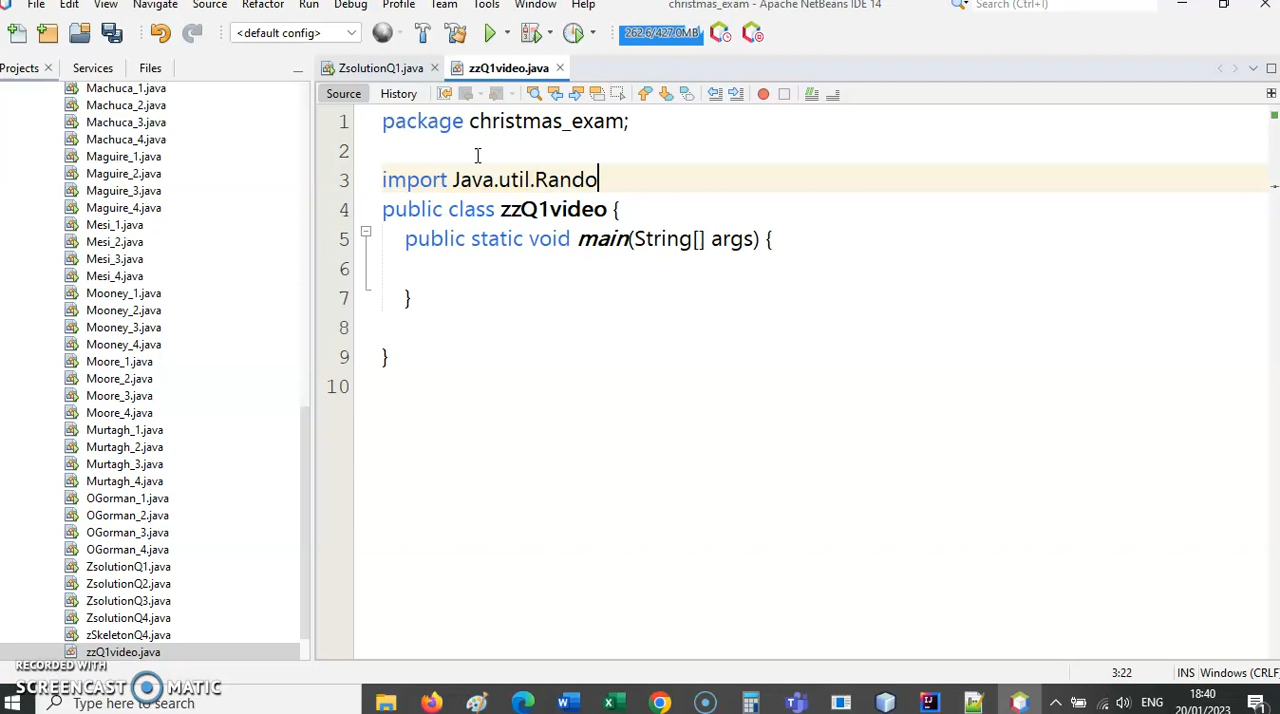 File Edit View Navigate Source Refactor Run Debug Profile Team Tools Window Help christmas_exam - Apache NetBeans IDE 14 Search (Ctrl+I)
<default config> 262.6/427.0MB
Projects Services Files ZsolutionQ1.java zzQ1video.java
Source History
Machuca_1.java
Machuca_2.java
Machuca_3.java
Machuca_4.java
Maguire_1.java
Maguire_2.java
Maguire_3.java
Maguire_4.java
Mesi_1.java
Mesi_2.java
Mesi_3.java
Mesi_4.java
Mooney_1.java
Mooney_2.java
Mooney_3.java
Mooney_4.java
Moore_1.java
Moore_2.java
Moore_3.java
Moore_4.java
Murtagh_1.java
Murtagh_2.java
Murtagh_3.java
Murtagh_4.java
OGorman_1.java
OGorman_2.java
OGorman_3.java
OGorman_4.java
ZsolutionQ1.java
ZsolutionQ2.java
ZsolutionQ3.java
ZsolutionQ4.java
zSkeletonQ4.java
zzQ1video.java
1 package christmas_exam;
2
3 import Java.util.Rando
4 public class zzQ1video {
5 public static void main(String[] args) {
6
7 }
8
9 }
10
3:22 INS Windows (CRLF)
RECORDED WITH
SCREENCAST MATIC
Type here to search
ENG
18:40
20/01/2023